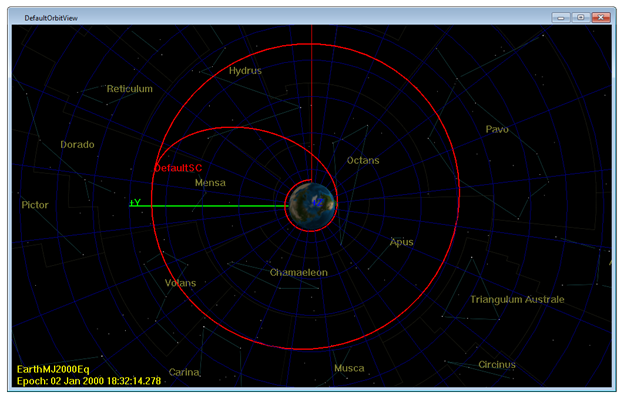 DefaultOrbitView
Hydrus
Reticulum
Pavo
Dorado
Octans
DefaultSC
Mensa
Pictor
+Y
Apus
Chamaeleon
Volans
Triangulum Australe
EarthMJ2000Eq
Epoch: 02 Jan 2000 18:32:14.278
Carina
Musca
Circinus